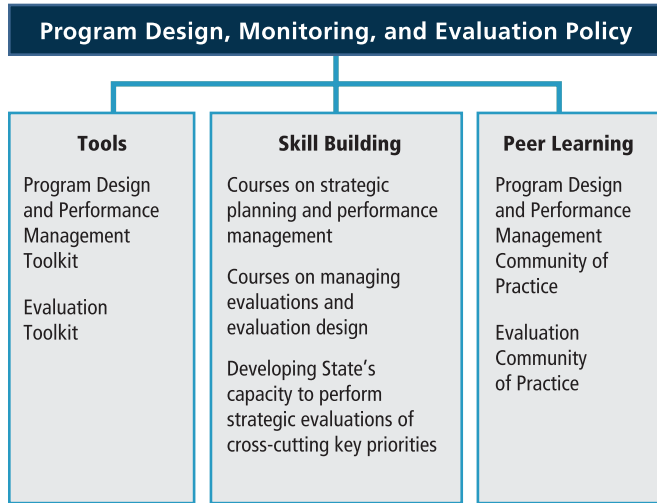 Program Design, Monitoring, and Evaluation Policy
Tools
Program Design
and Performance
Management
Toolkit
Evaluation
Toolkit
Skill Building
Courses on strategic
planning and performance
management
Courses on managing
evaluations and
evaluation design
Developing State’s
capacity to perform
strategic evaluations of
cross-cutting key priorities
Peer Learning
Program Design
and Performance
Management
Community of
Practice
Evaluation
Community
of Practice